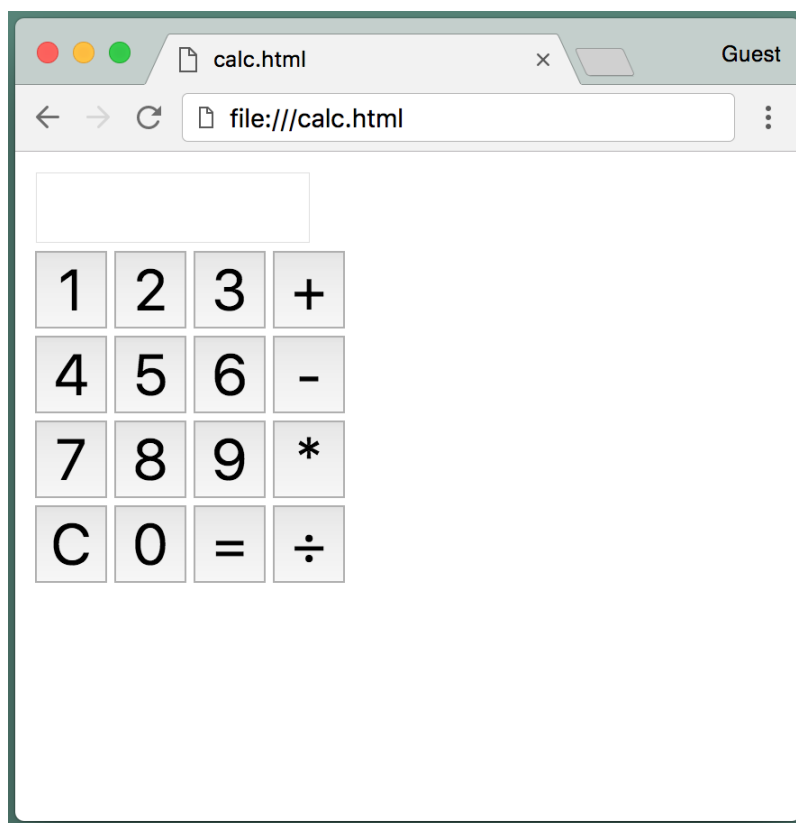 calc.html × Guest
file:///calc.html
1 2 3 +
4 5 6 -
7 8 9 *
C 0 = ÷